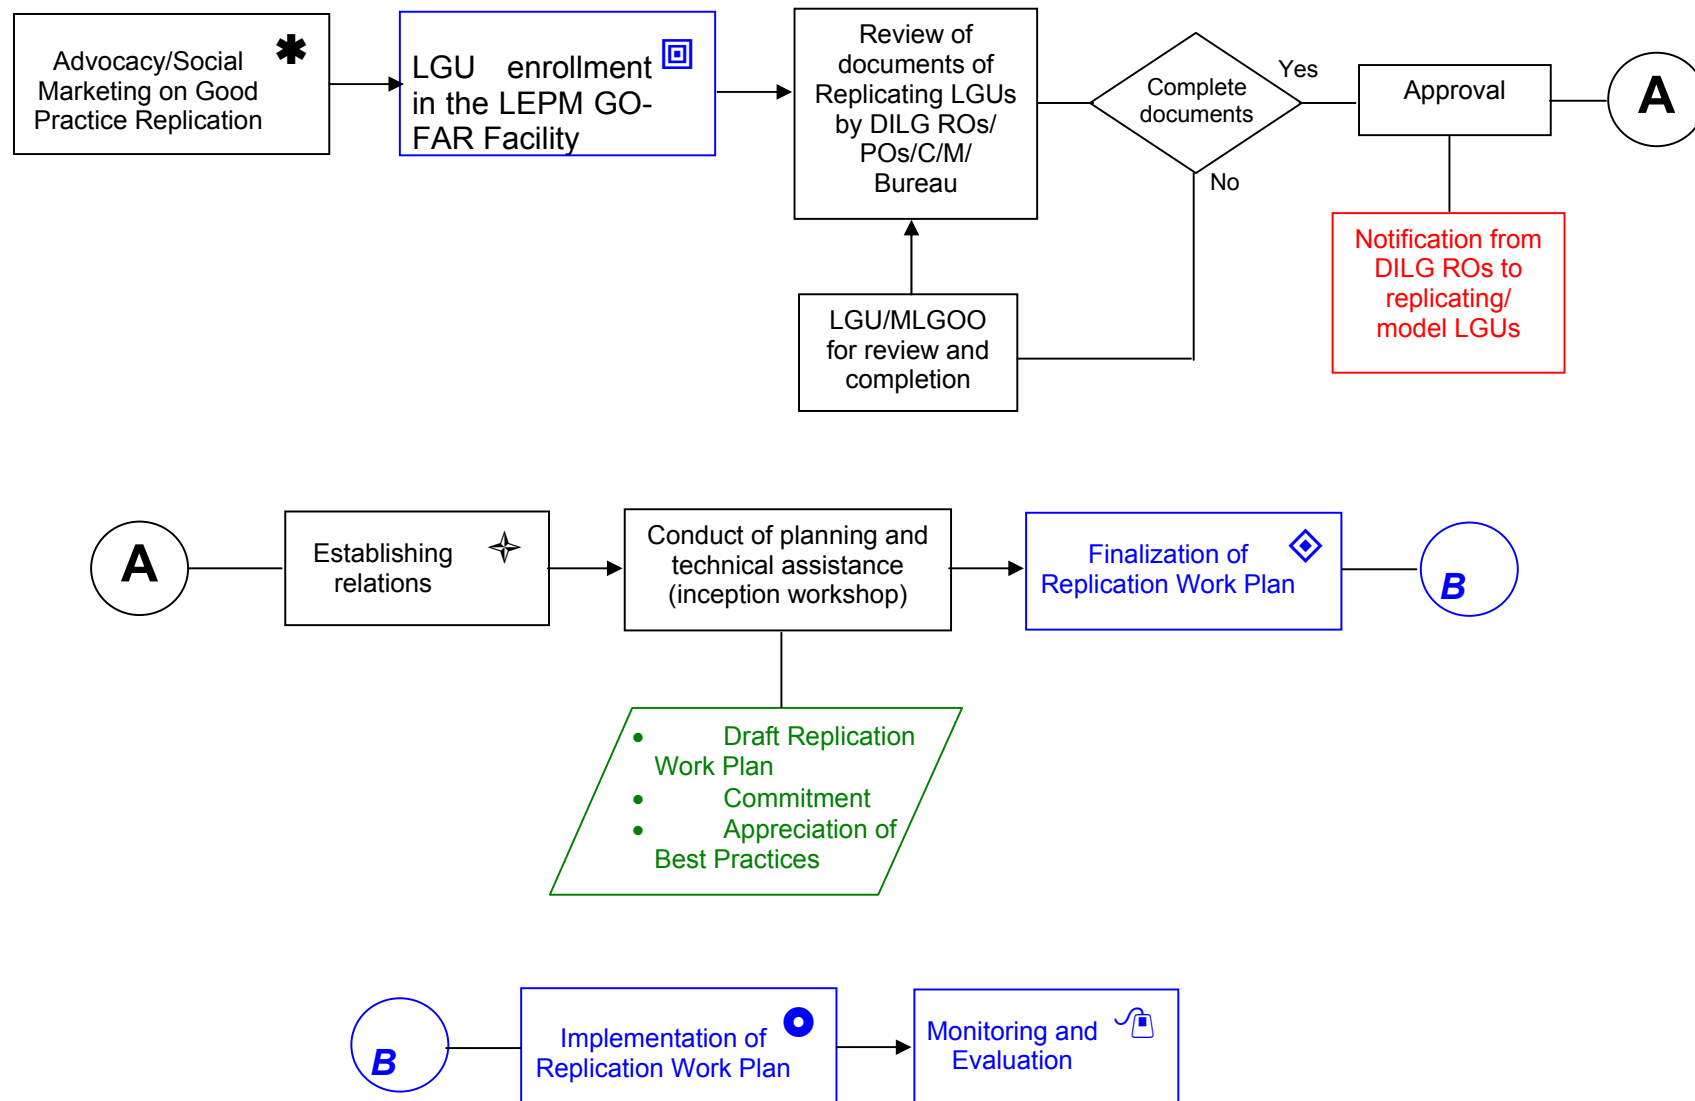 Advocacy/Social
Marketing on Good
Practice Replication
LGU enrollment
in the LEPM GO-
FAR Facility
Review of
documents of
Replicating LGUs
by DILG ROs/
POs/C/M/
Bureau
Complete
documents
Yes
No
Approval
A
Notification from
DILG ROs to
replicating/
model LGUs
LGU/MLGOO
for review and
completion
A
Establishing
relations
Conduct of planning and
technical assistance
(inception workshop)
Finalization of
Replication Work Plan
B
• Draft Replication
Work Plan
• Commitment
• Appreciation of
Best Practices
B
Implementation of
Replication Work Plan
Monitoring and
Evaluation